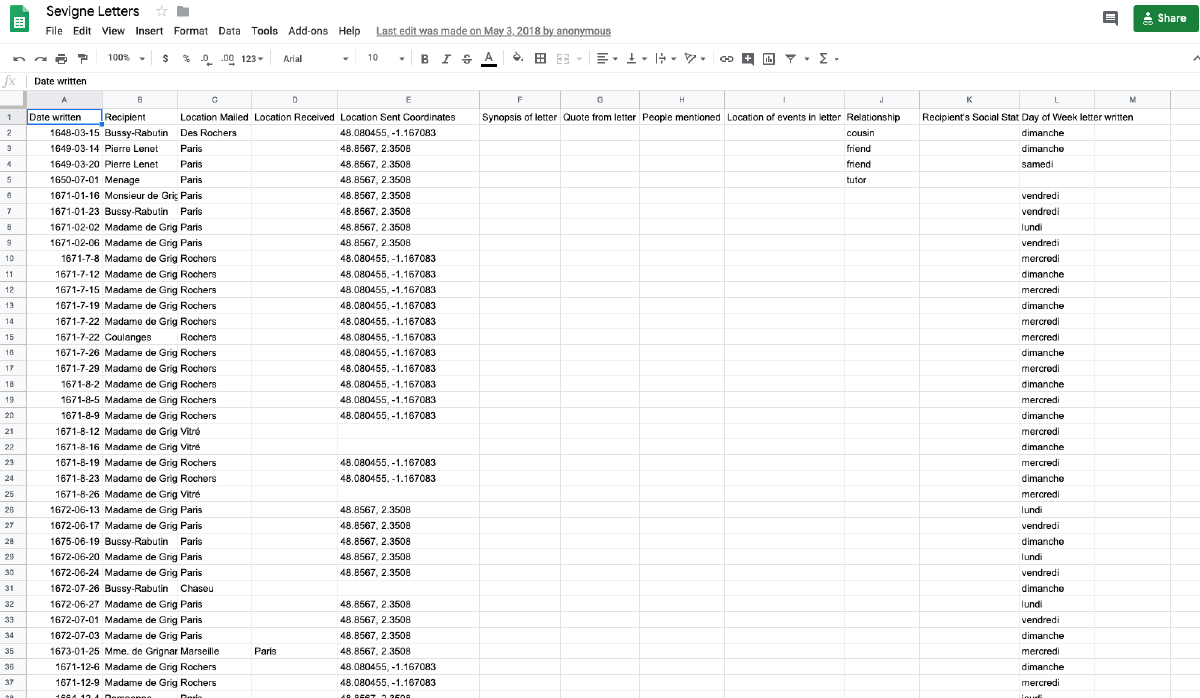 Sevigne Letters
File Edit View Insert Format Data Tools Add-ons Help Last edit was made on May 3, 2018 by anonymous
Share
100% $ % .0 .00 123 Arial 10 B I S A
fx Date written
A B C D E F G H I J K L M
1 Date written Recipient Location Mailed Location Received Location Sent Coordinates Synopsis of letter Quote from letter People mentioned Location of events in letter Relationship Recipient's Social Stat Day of Week letter written
2 1648-03-15 Bussy-Rabutin Des Rochers 48.080455, -1.167083 cousin dimanche
3 1649-03-14 Pierre Lenet Paris 48.8567, 2.3508 friend dimanche
4 1649-03-20 Pierre Lenet Paris 48.8567, 2.3508 friend samedi
5 1650-07-01 Menage Paris 48.8567, 2.3508 tutor
6 1671-01-16 Monsieur de Grig Paris 48.8567, 2.3508 vendredi
7 1671-01-23 Bussy-Rabutin Paris 48.8567, 2.3508 vendredi
8 1671-02-02 Madame de Grig Paris 48.8567, 2.3508 lundi
9 1671-02-06 Madame de Grig Paris 48.8567, 2.3508 vendredi
10 1671-7-8 Madame de Grig Rochers 48.080455, -1.167083 mercredi
11 1671-7-12 Madame de Grig Rochers 48.080455, -1.167083 dimanche
12 1671-7-15 Madame de Grig Rochers 48.080455, -1.167083 mercredi
13 1671-7-19 Madame de Grig Rochers 48.080455, -1.167083 dimanche
14 1671-7-22 Madame de Grig Rochers 48.080455, -1.167083 mercredi
15 1671-7-22 Coulanges Rochers 48.080455, -1.167083 mercredi
16 1671-7-26 Madame de Grig Rochers 48.080455, -1.167083 dimanche
17 1671-7-29 Madame de Grig Rochers 48.080455, -1.167083 mercredi
18 1671-8-2 Madame de Grig Rochers 48.080455, -1.167083 dimanche
19 1671-8-5 Madame de Grig Rochers 48.080455, -1.167083 mercredi
20 1671-8-9 Madame de Grig Rochers 48.080455, -1.167083 dimanche
21 1671-8-12 Madame de Grig Vitré mercredi
22 1671-8-16 Madame de Grig Vitré dimanche
23 1671-8-19 Madame de Grig Rochers 48.080455, -1.167083 mercredi
24 1671-8-23 Madame de Grig Rochers 48.080455, -1.167083 dimanche
25 1671-8-26 Madame de Grig Vitré mercredi
26 1672-06-13 Madame de Grig Paris 48.8567, 2.3508 lundi
27 1672-06-17 Madame de Grig Paris 48.8567, 2.3508 vendredi
28 1675-06-19 Bussy-Rabutin Paris 48.8567, 2.3508 dimanche
29 1672-06-20 Madame de Grig Paris 48.8567, 2.3508 lundi
30 1672-06-24 Madame de Grig Paris 48.8567, 2.3508 vendredi
31 1672-07-26 Bussy-Rabutin Chaseu dimanche
32 1672-06-27 Madame de Grig Paris 48.8567, 2.3508 lundi
33 1672-07-01 Madame de Grig Paris 48.8567, 2.3508 vendredi
34 1672-07-03 Madame de Grig Paris 48.8567, 2.3508 dimanche
35 1673-01-25 Mme. de Grignar Marseille Paris 48.8567, 2.3508 mercredi
36 1671-12-6 Madame de Grig Rochers 48.080455, -1.167083 dimanche
37 1671-12-9 Madame de Grig Rochers 48.080455, -1.167083 mercredi